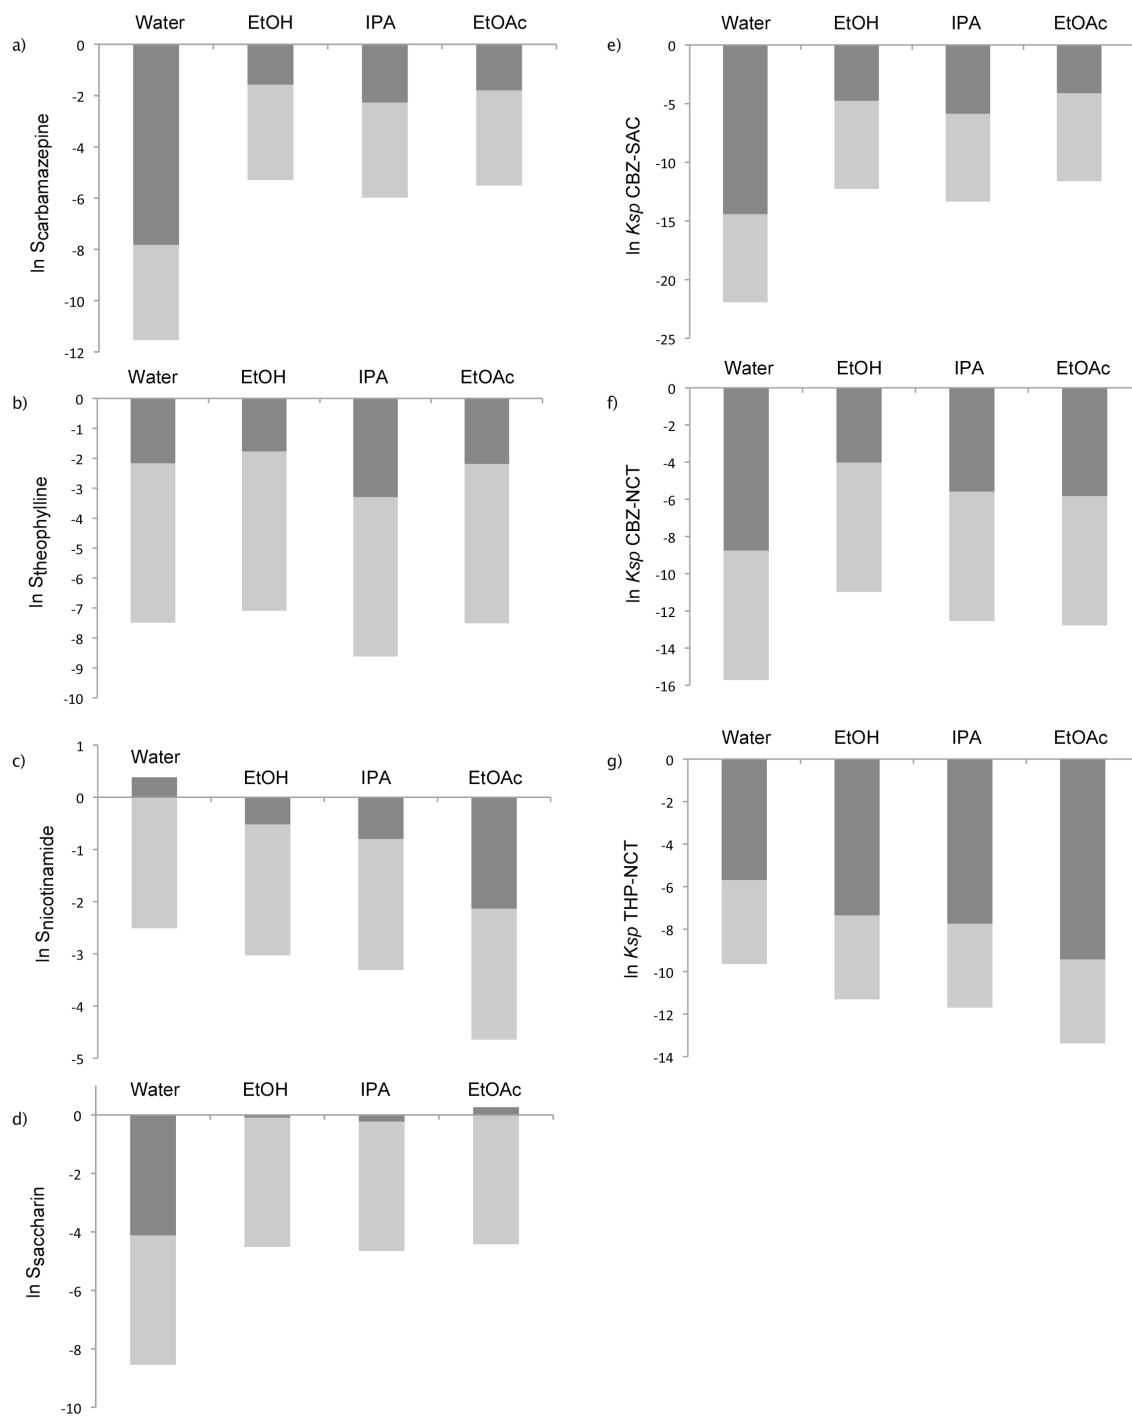 a)
Water EtOH IPA EtOAc
0
-2
-4
-6
-8
-10
-12
ln Scarbamazepine
b)
Water EtOH IPA EtOAc
0
-1
-2
-3
-4
-5
-6
-7
-8
-9
-10
ln Stheophylline
c)
Water EtOH IPA EtOAc
1
0
-1
-2
-3
-4
-5
ln Snicotinamide
d)
Water EtOH IPA EtOAc
0
-2
-4
-6
-8
-10
ln Ssaccharin
e)
Water EtOH IPA EtOAc
0
-5
-10
-15
-20
-25
ln Ksp CBZ-SAC
f)
Water EtOH IPA EtOAc
0
-2
-4
-6
-8
-10
-12
-14
-16
ln Ksp CBZ-NCT
g)
Water EtOH IPA EtOAc
0
-2
-4
-6
-8
-10
-12
-14
ln Ksp THP-NCT